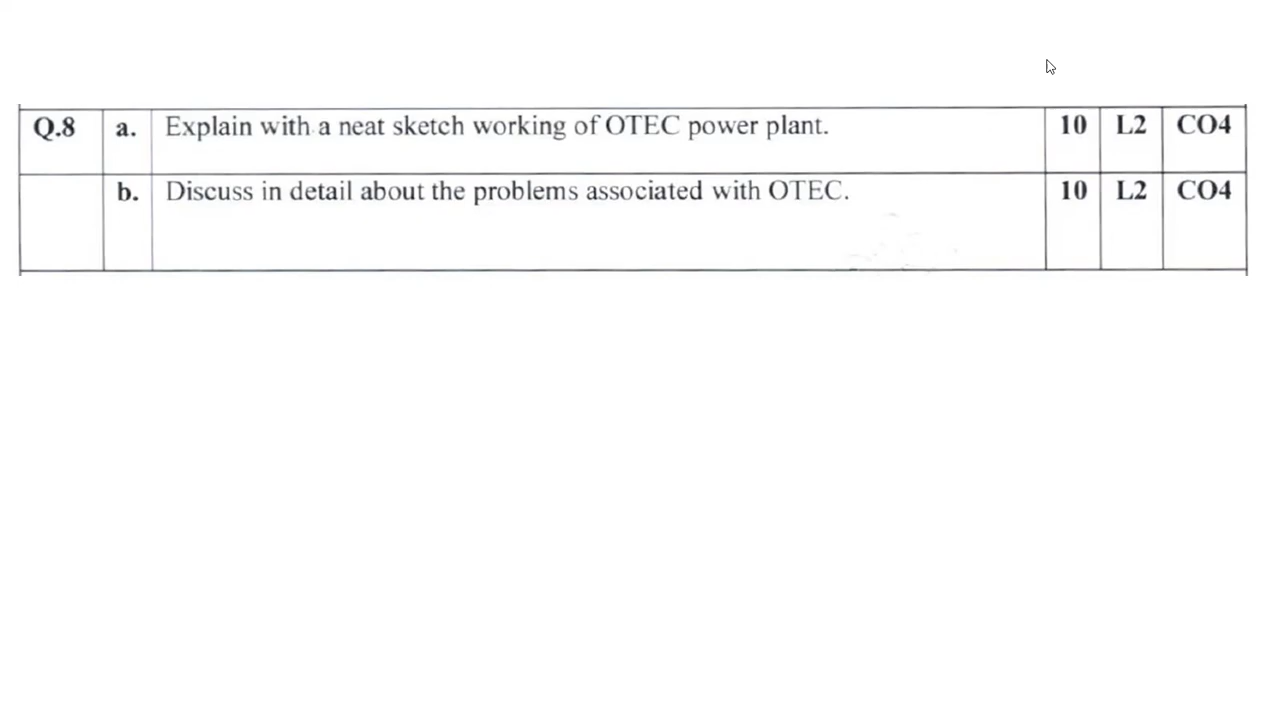 Q.8 a. Explain with a neat sketch working of OTEC power plant. 10 L2 CO4
b. Discuss in detail about the problems associated with OTEC. 10 L2 CO4